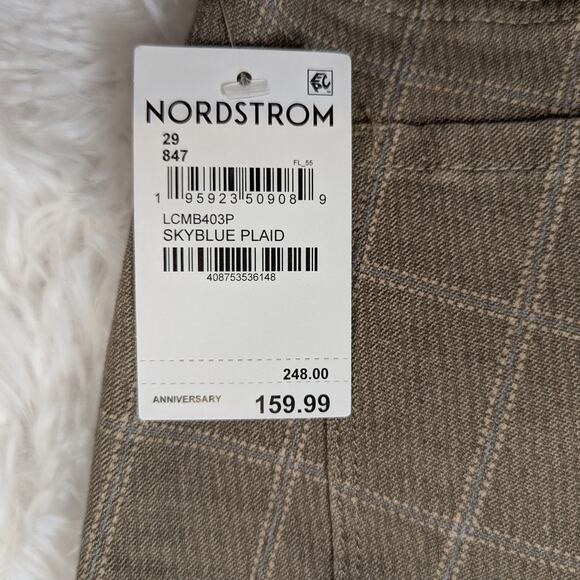 NORDSTROM
29
847
FL_55
1 95923 50908 9
LCMB403P
SKYBLUE PLAID
408753536148
248.00
ANNIVERSARY 159.99